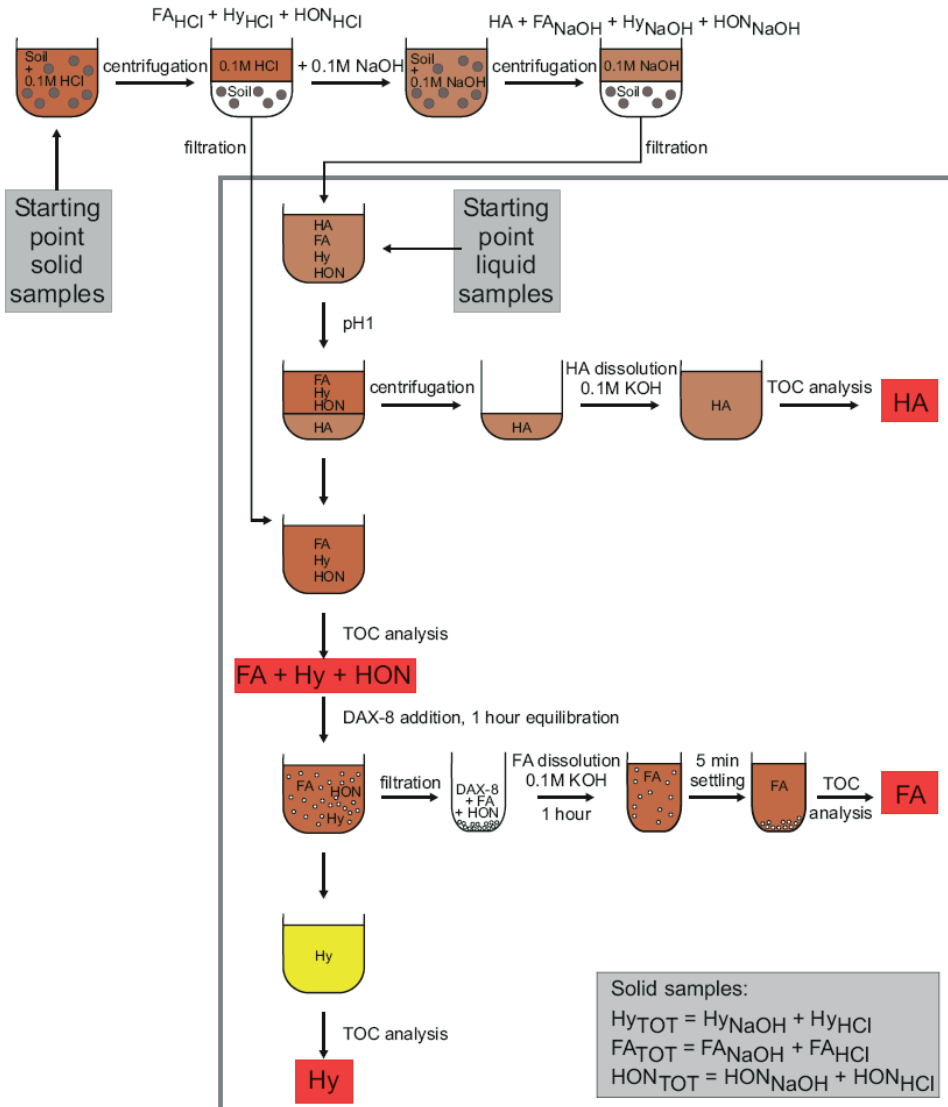 FA_HCl + Hy_HCl + HON_HCl
HA + FA_NaOH + Hy_NaOH + HON_NaOH
Soil
+
0.1M HCl
centrifugation
0.1M HCl
Soil
+ 0.1M NaOH
Soil
+
0.1M NaOH
centrifugation
0.1M NaOH
Soil
filtration
filtration
Starting
point
solid
samples
HA
FA
Hy
HON
Starting
point
liquid
samples
pH1
FA
Hy
HON
HA
centrifugation
HA
HA dissolution
0.1M KOH
HA
TOC analysis
HA
FA
Hy
HON
TOC analysis
FA + Hy + HON
DAX-8 addition, 1 hour equilibration
FA
HON
Hy
filtration
DAX-8
+ FA
+ HON
FA dissolution
0.1M KOH
1 hour
FA
5 min
settling
FA
TOC
analysis
FA
Hy
TOC analysis
Hy
Solid samples:
Hy_TOT = Hy_NaOH + Hy_HCl
FA_TOT = FA_NaOH + FA_HCl
HON_TOT = HON_NaOH + HON_HCl